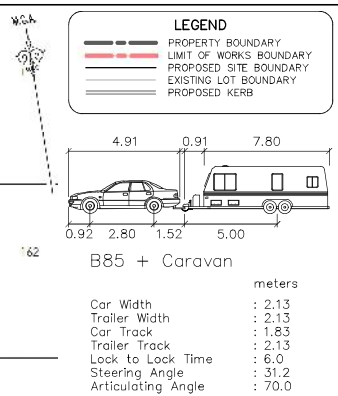 LEGEND
PROPERTY BOUNDARY
LIMIT OF WORKS BOUNDARY
PROPOSED SITE BOUNDARY
EXISTING LOT BOUNDARY
PROPOSED KERB
4.91 0.91 7.80
0.92 2.80 1.52 5.00
62
B85 + Caravan
meters
Car Width : 2.13
Trailer Width : 2.13
Car Track : 1.83
Trailer Track : 2.13
Lock to Lock Time : 6.0
Steering Angle : 31.2
Articulating Angle : 70.0